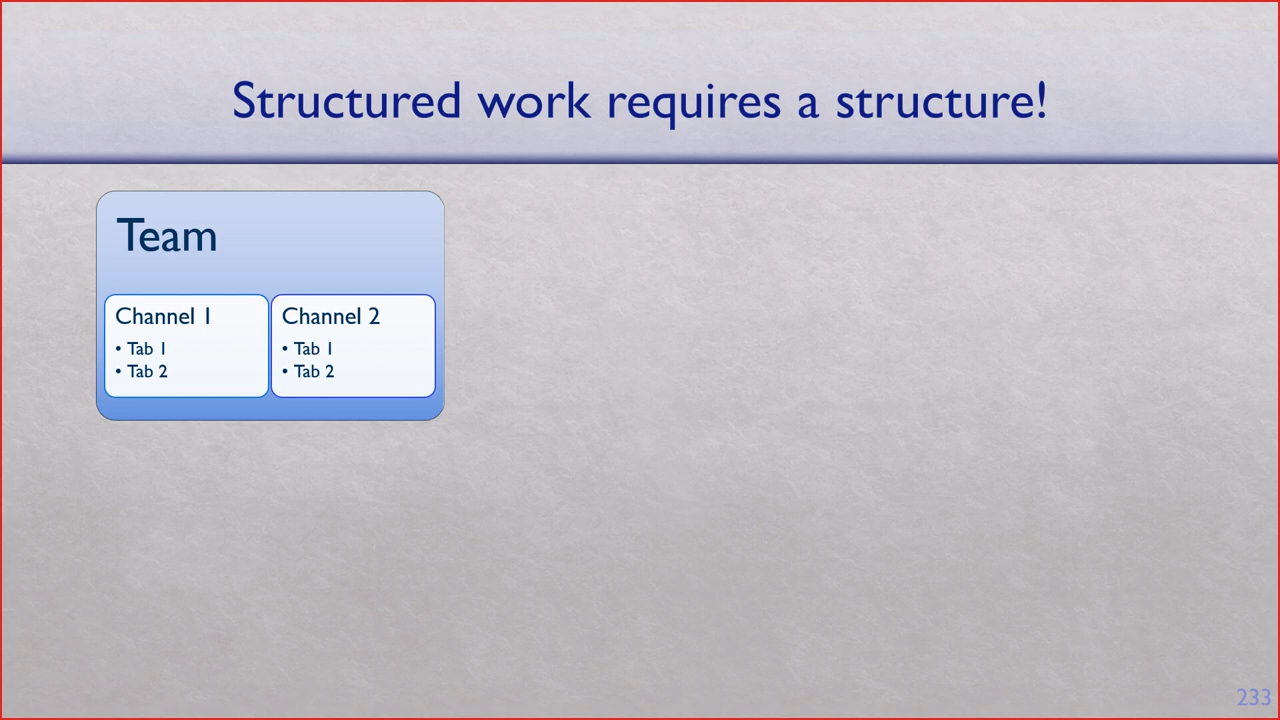 Structured work requires a structure!
Team
Channel 1
• Tab 1
• Tab 2
Channel 2
• Tab 1
• Tab 2
233